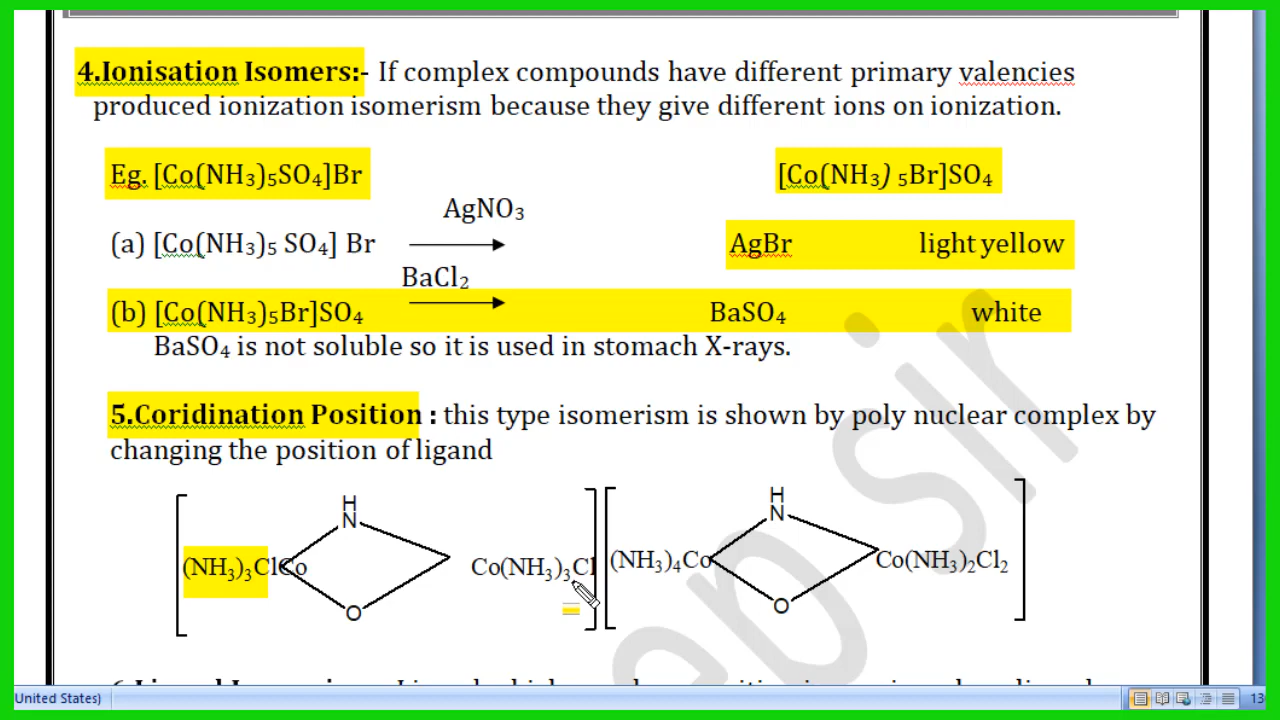 4.Ionisation Isomers:- If complex compounds have different primary valencies
produced ionization isomerism because they give different ions on ionization.
Eg. [Co(NH₃)₅SO₄]Br [Co(NH₃) ₅Br]SO₄
AgNO₃
(a) [Co(NH₃)₅ SO₄] Br AgBr light yellow
BaCl₂
(b) [Co(NH₃)₅Br]SO₄ BaSO₄ white
BaSO₄ is not soluble so it is used in stomach X-rays.
5.Coridination Position : this type isomerism is shown by poly nuclear complex by
changing the position of ligand
H H
N N
(NH₃)₃ClCo Co(NH₃)₃Cl (NH₃)₄Co Co(NH₃)₂Cl₂
O O
United States) 13